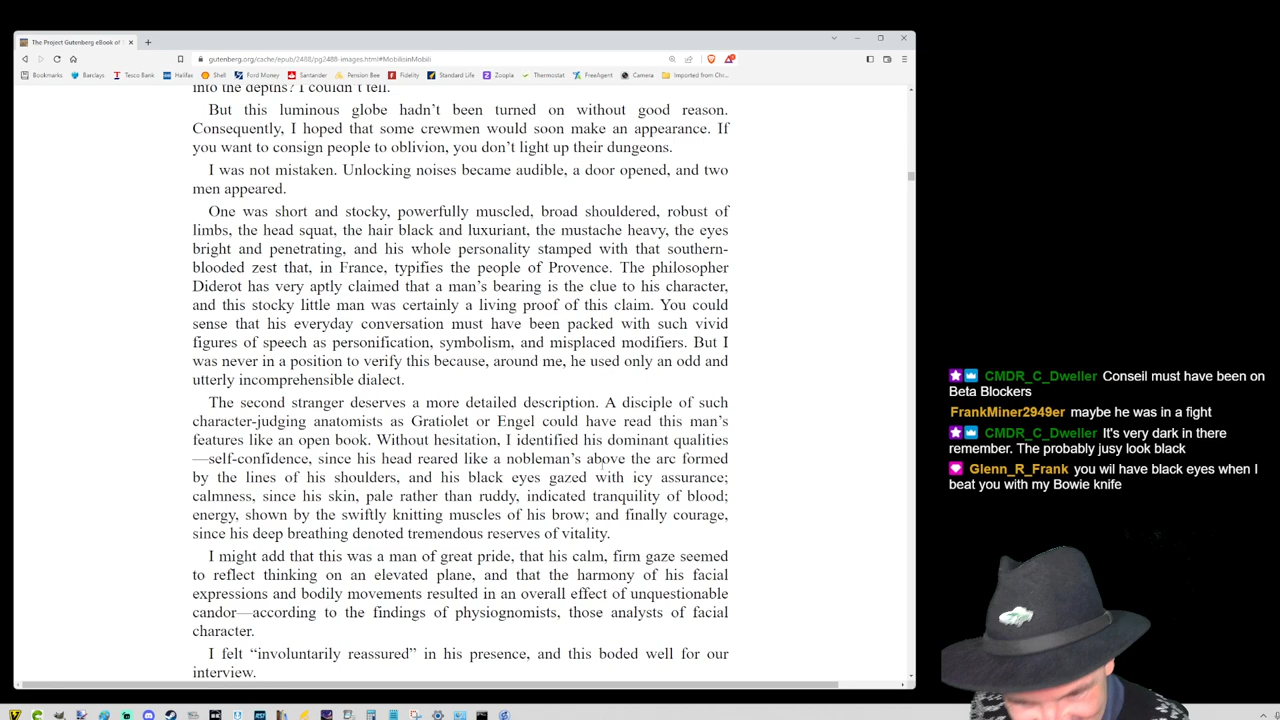 The Project Gutenberg eBook of
gutenberg.org/cache/epub/2488/pg2488-images.html#MobilisinMobili
Bookmarks Barclays Tesco Bank Halifax Shell Ford Money Santander Pension Bee Fidelity Standard Life Zoopla Thermostat FreeAgent Camera Imported from Chr...
into the depths? I couldn't tell.
But this luminous globe hadn't been turned on without good reason.
Consequently, I hoped that some crewmen would soon make an appearance. If
you want to consign people to oblivion, you don't light up their dungeons.
I was not mistaken. Unlocking noises became audible, a door opened, and two
men appeared.
One was short and stocky, powerfully muscled, broad shouldered, robust of
limbs, the head squat, the hair black and luxuriant, the mustache heavy, the eyes
bright and penetrating, and his whole personality stamped with that southern-
blooded zest that, in France, typifies the people of Provence. The philosopher
Diderot has very aptly claimed that a man's bearing is the clue to his character,
and this stocky little man was certainly a living proof of this claim. You could
sense that his everyday conversation must have been packed with such vivid
figures of speech as personification, symbolism, and misplaced modifiers. But I
was never in a position to verify this because, around me, he used only an odd and
utterly incomprehensible dialect.
The second stranger deserves a more detailed description. A disciple of such
character-judging anatomists as Gratiolet or Engel could have read this man's
features like an open book. Without hesitation, I identified his dominant qualities
—self-confidence, since his head reared like a nobleman's above the arc formed
by the lines of his shoulders, and his black eyes gazed with icy assurance;
calmness, since his skin, pale rather than ruddy, indicated tranquility of blood;
energy, shown by the swiftly knitting muscles of his brow; and finally courage,
since his deep breathing denoted tremendous reserves of vitality.
I might add that this was a man of great pride, that his calm, firm gaze seemed
to reflect thinking on an elevated plane, and that the harmony of his facial
expressions and bodily movements resulted in an overall effect of unquestionable
candor—according to the findings of physiognomists, those analysts of facial
character.
I felt “involuntarily reassured” in his presence, and this boded well for our
interview.
CMDR_C_Dweller Conseil must have been on
Beta Blockers
FrankMiner2949er maybe he was in a fight
CMDR_C_Dweller It's very dark in there
remember. The probably jusy look black
Glenn_R_Frank you wil have black eyes when I
beat you with my Bowie knife